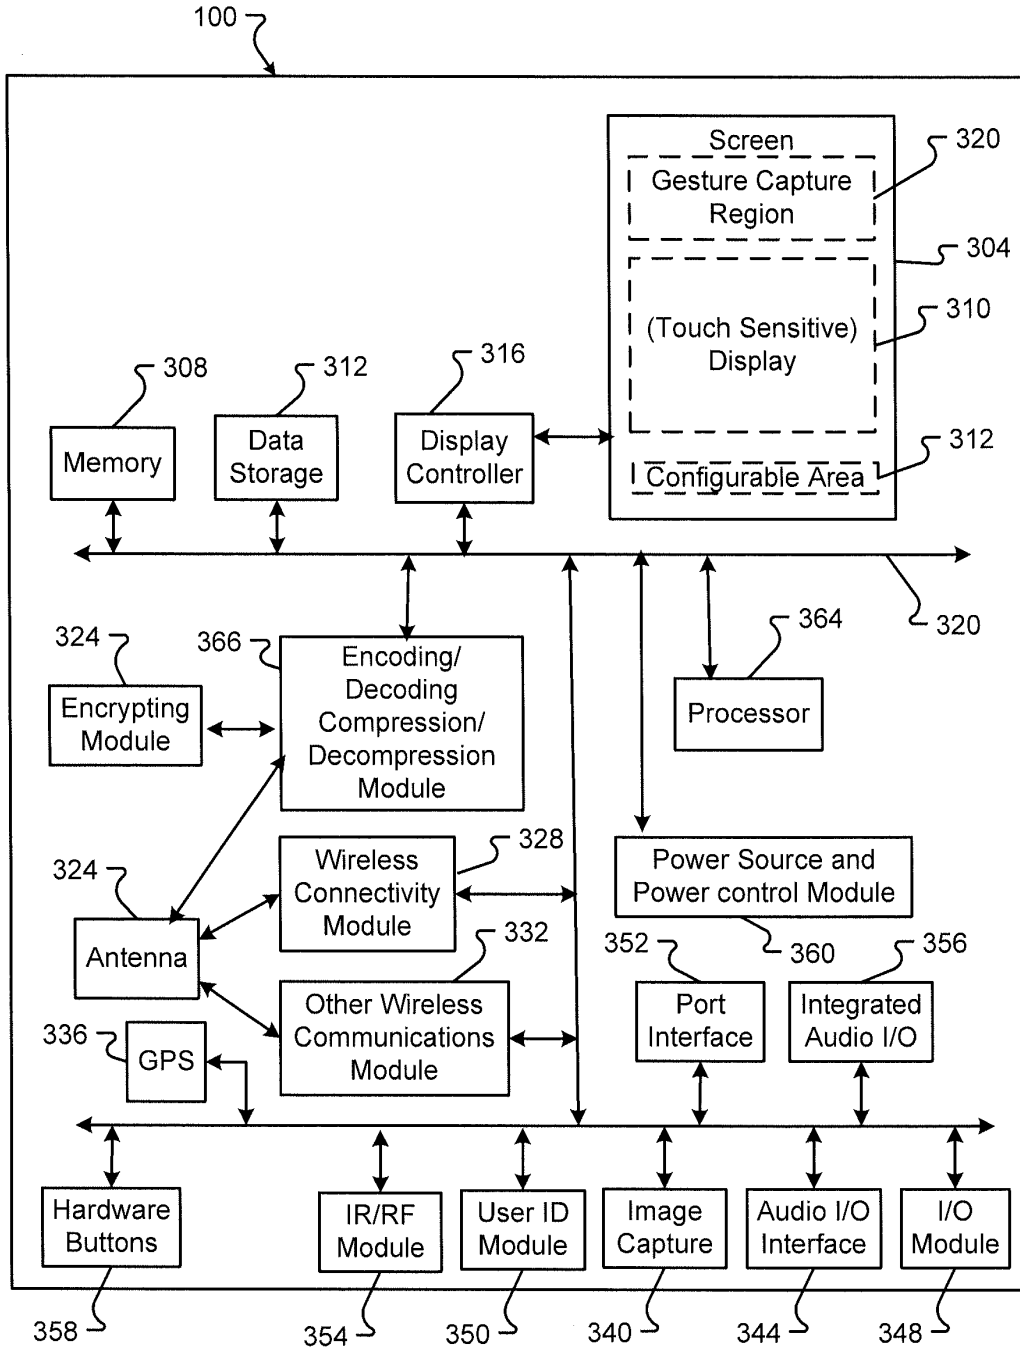 100
Screen
320
Gesture Capture
Region
304
310
(Touch Sensitive)
Display
308
312
316
312
Memory
Data
Storage
Display
Controller
Configurable Area
320
324
366
364
Encrypting
Module
Encoding/
Decoding
Compression/
Decompression
Module
Processor
324
328
Wireless
Connectivity
Module
Power Source and
Power control Module
Antenna
332
352
360
356
Other Wireless
Communications
Module
Port
Interface
Integrated
Audio I/O
336
GPS
Hardware
Buttons
IR/RF
Module
User ID
Module
Image
Capture
Audio I/O
Interface
I/O
Module
358
354
350
340
344
348